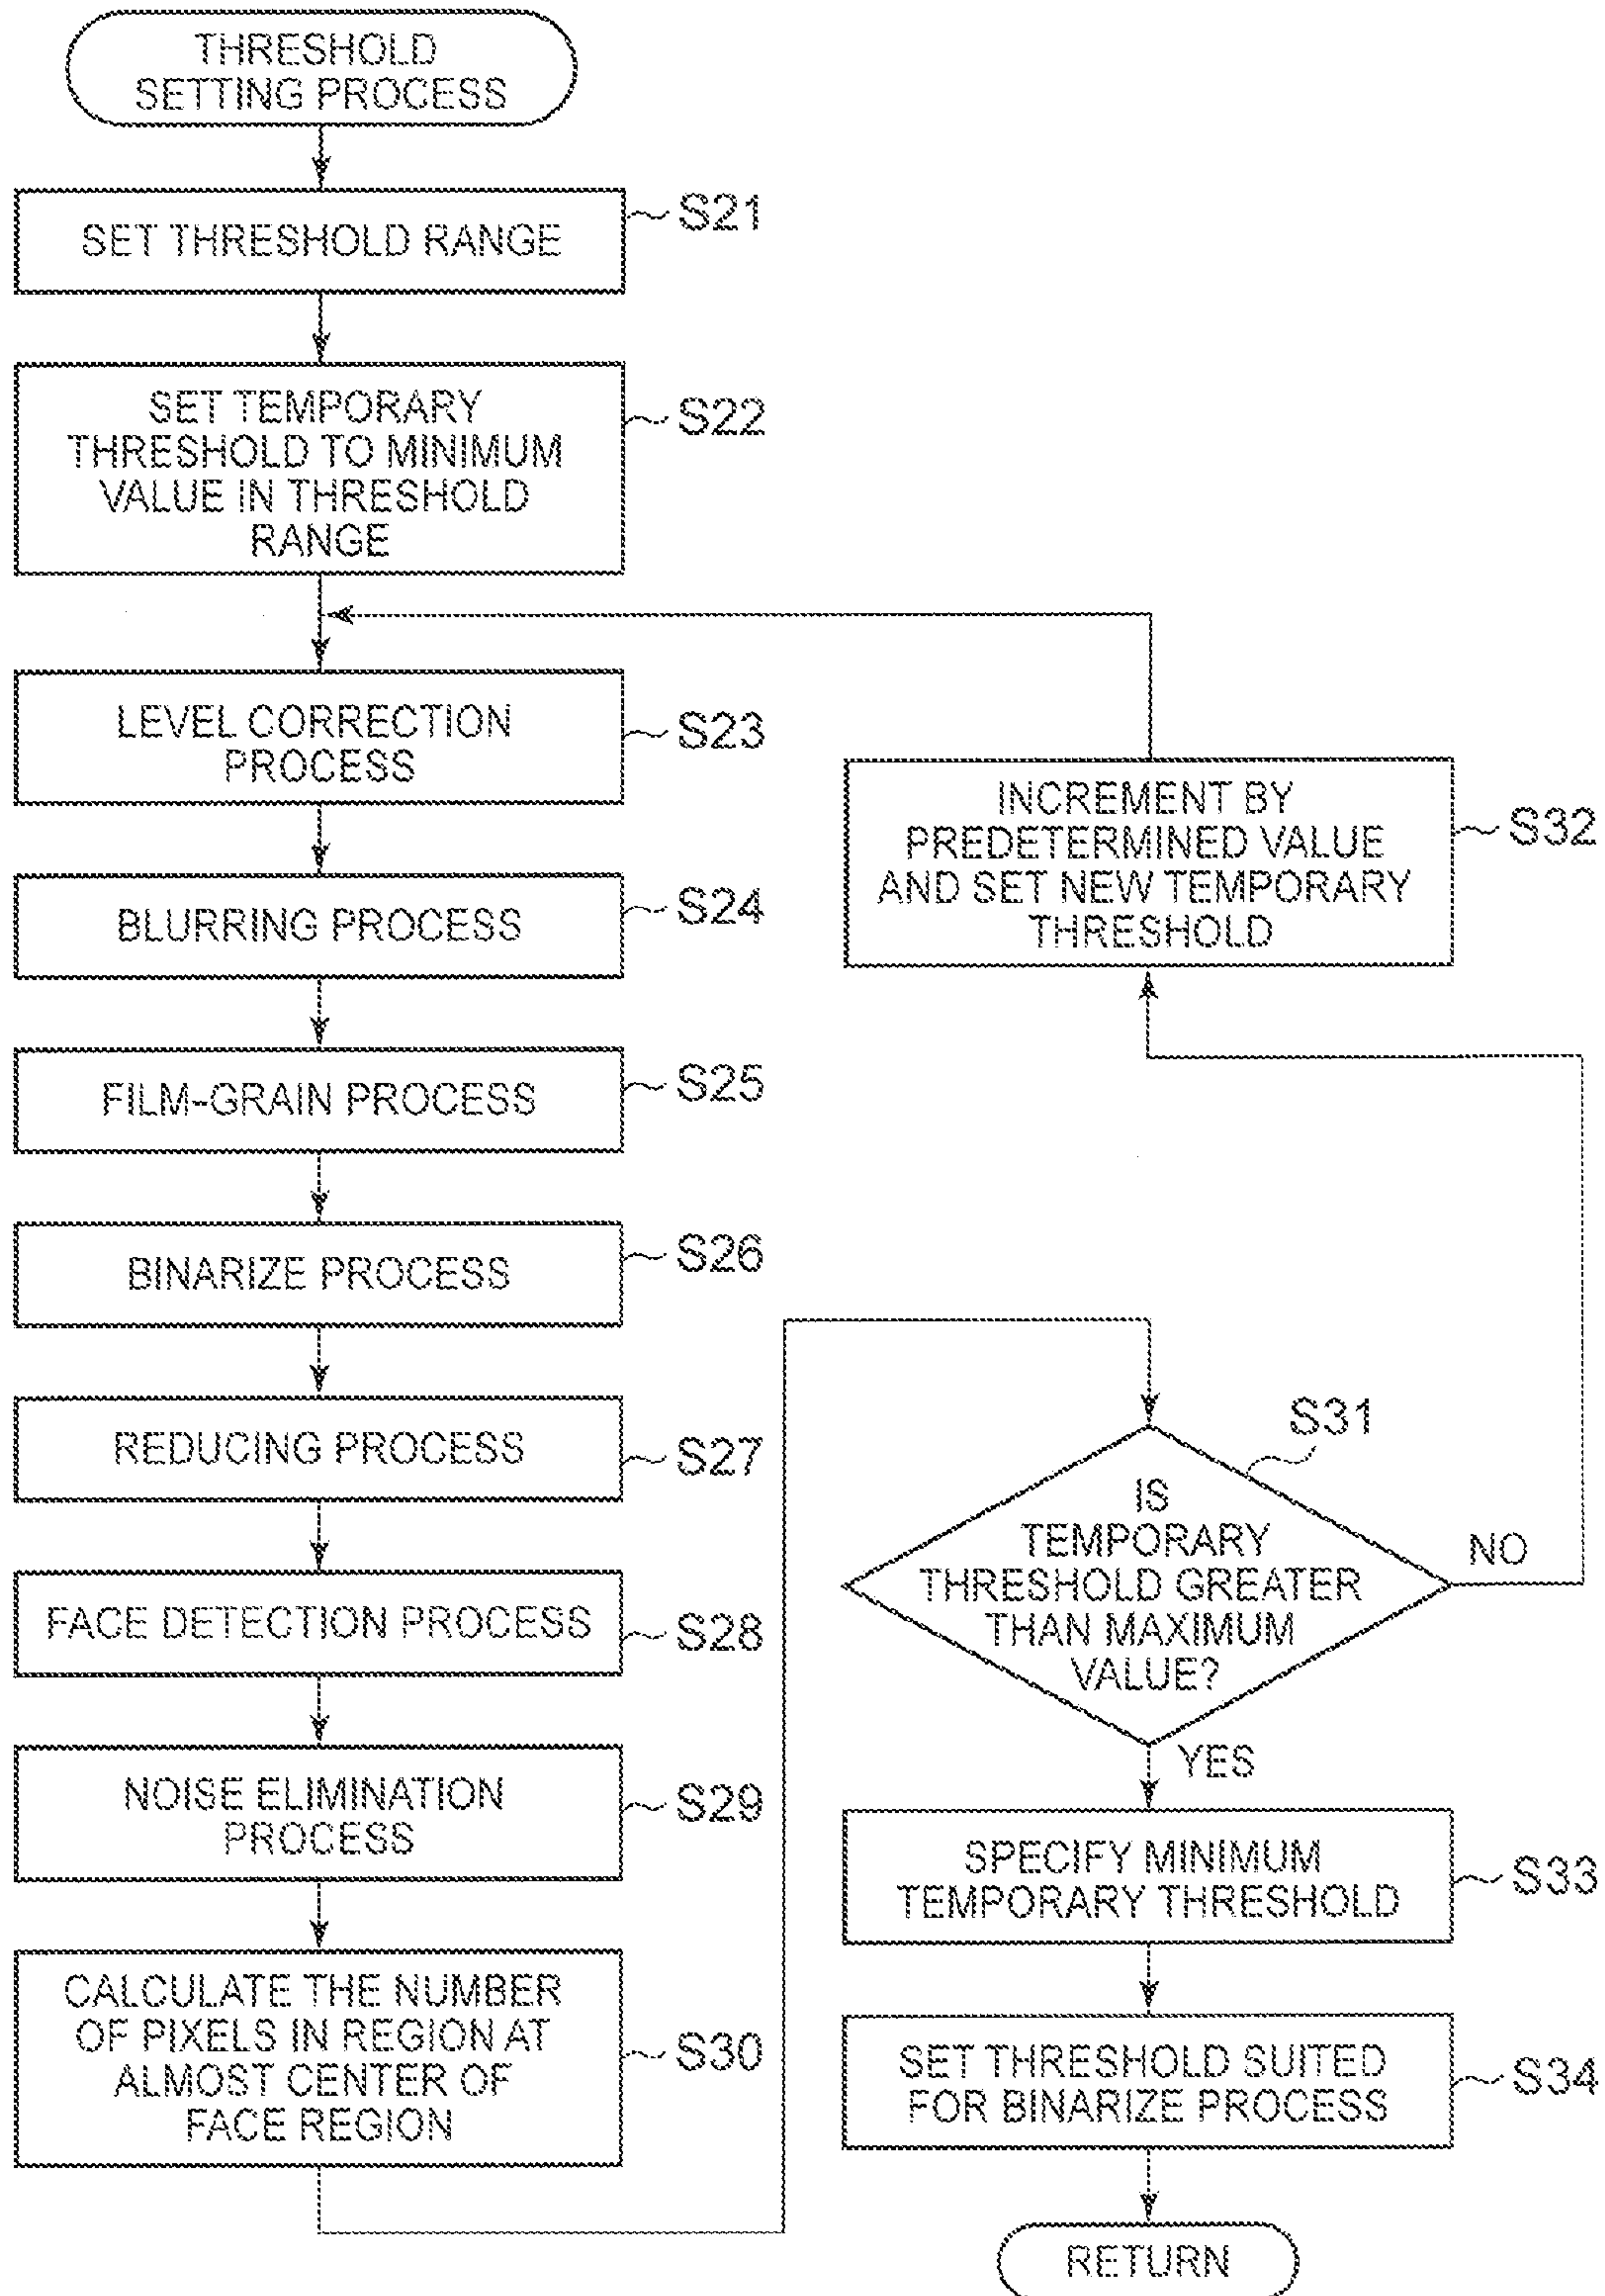 THRESHOLD
SETTING PROCESS
SET THRESHOLD RANGE
S21
SET TEMPORARY
THRESHOLD TO MINIMUM
VALUE IN THRESHOLD
RANGE
S22
LEVEL CORRECTION
PROCESS
S23
BLURRING PROCESS
S24
FILM-GRAIN PROCESS
S25
BINARIZE PROCESS
S26
REDUCING PROCESS
S27
FACE DETECTION PROCESS
S28
NOISE ELIMINATION
PROCESS
S29
CALCULATE THE NUMBER
OF PIXELS IN REGION AT
ALMOST CENTER OF
FACE REGION
S30
S31
IS
TEMPORARY
THRESHOLD GREATER
THAN MAXIMUM
VALUE?
NO
YES
INCREMENT BY
PREDETERMINED VALUE
AND SET NEW TEMPORARY
THRESHOLD
S32
SPECIFY MINIMUM
TEMPORARY THRESHOLD
S33
SET THRESHOLD SUITED
FOR BINARIZE PROCESS
S34
RETURN